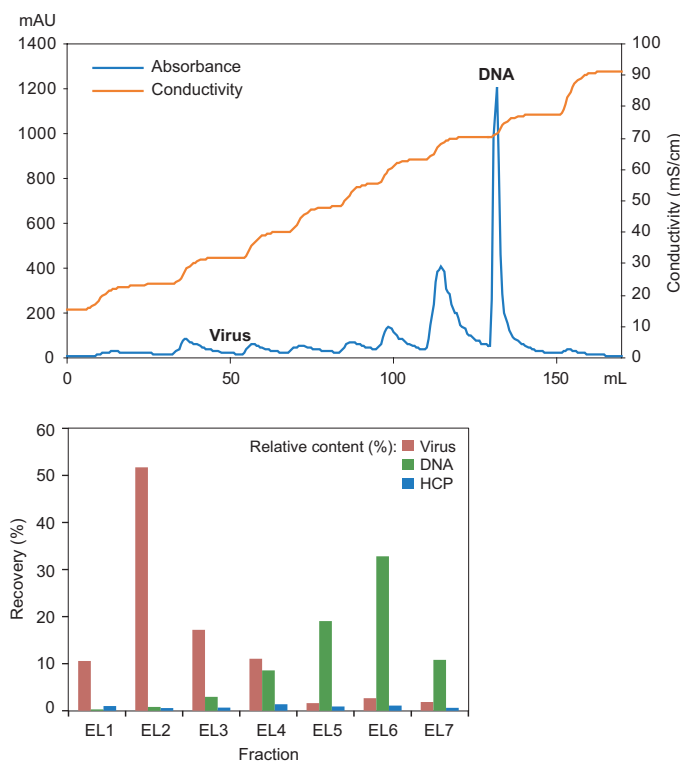 mAU
1400 100
Absorbance
Conductivity
DNA
1200 90
80
1000 70
800 60
50
600 40
400 30
200 20
10
0 0
Virus
Conductivity (mS/cm)
0 50 100 150 mL
60
50
40
30
20
10
0
Recovery (%)
Relative content (%): Virus
DNA
HCP
EL1 EL2 EL3 EL4 EL5 EL6 EL7
Fraction